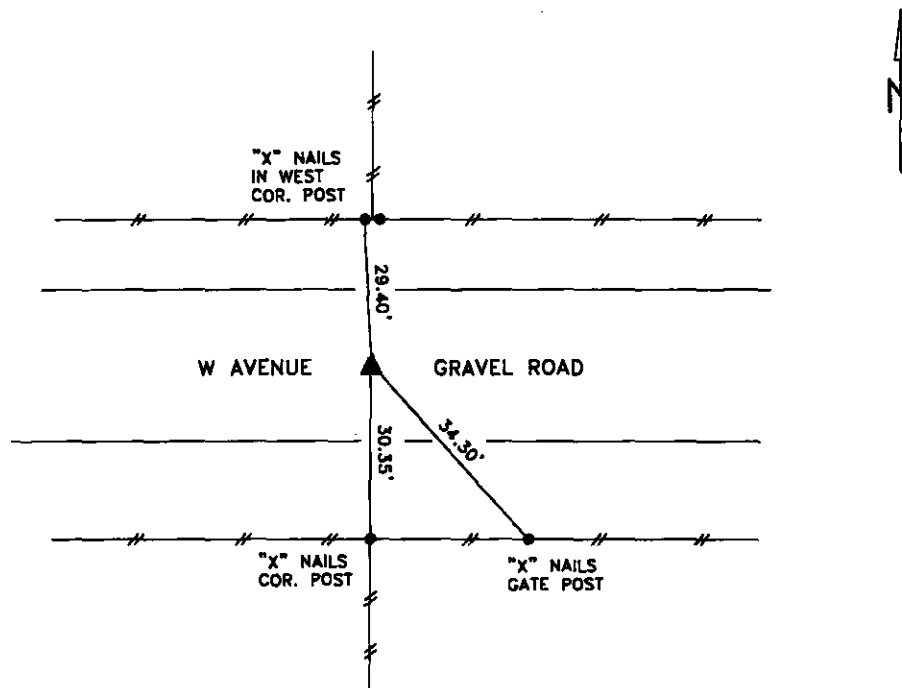 N
"X" NAILS
IN WEST
COR. POST
29.40'
W AVENUE
GRAVEL ROAD
30.35'
34.30'
"X" NAILS
COR. POST
"X" NAILS
GATE POST